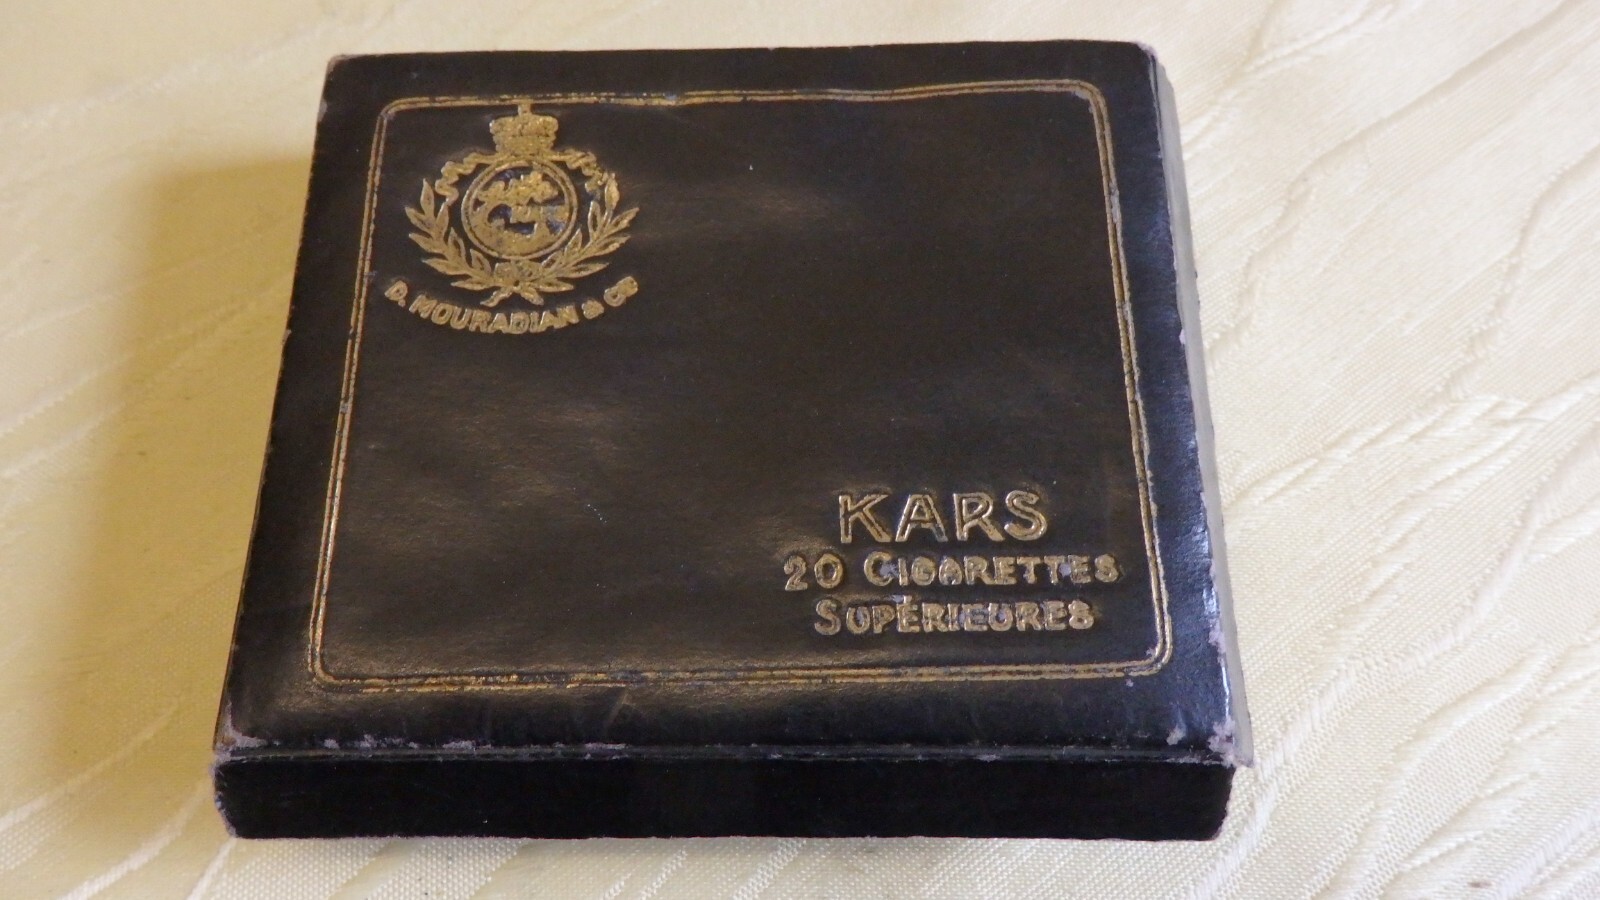 D. MOURADIAN & CO
KARS
20 CIGARETTES
SUPÉRIEURES